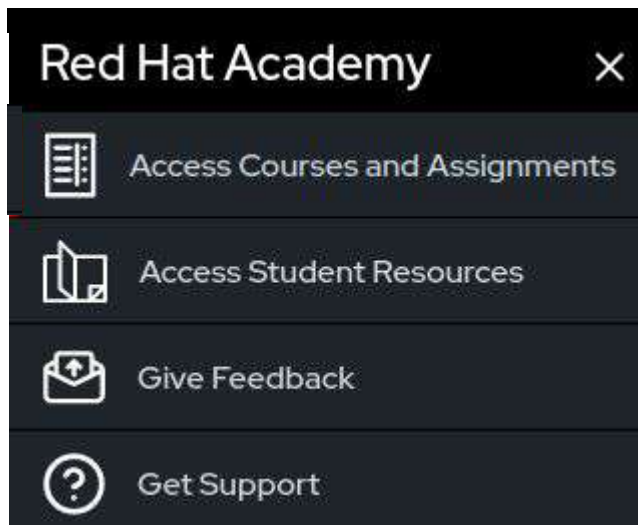 Red Hat Academy
Access Courses and Assignments
Access Student Resources
Give Feedback
Get Support